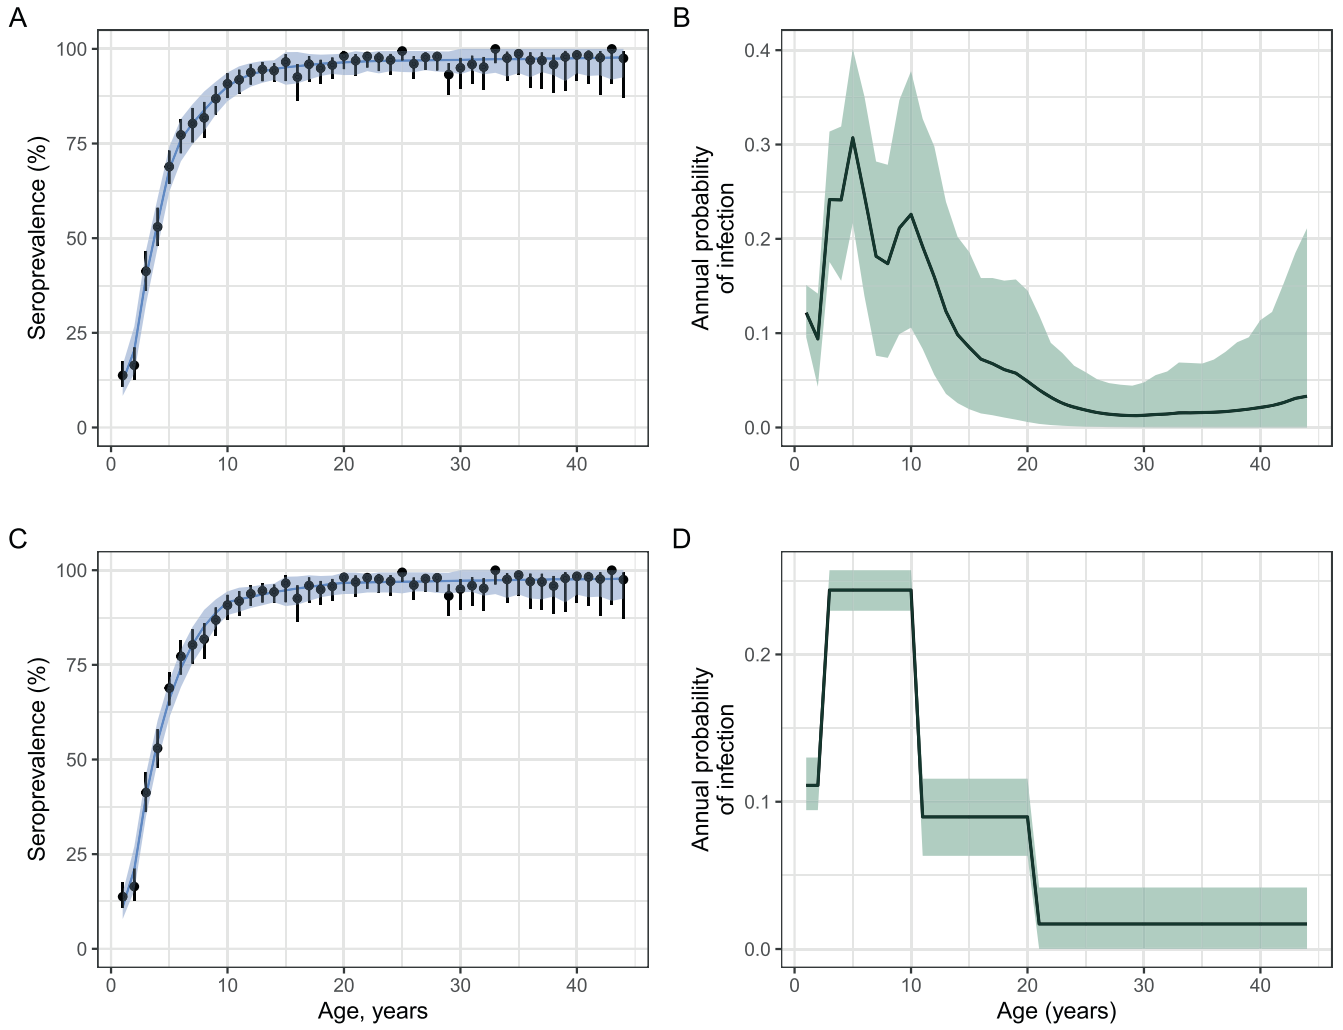 A
B
100
75
50
25
0
Seroprevalence (%)
0 10 20 30 40
0.4
0.3
0.2
0.1
0.0
Annual probability
of infection
0 10 20 30 40
C
D
100
75
50
25
0
Seroprevalence (%)
0 10 20 30 40
Age, years
0.2
0.1
0.0
Annual probability
of infection
0 10 20 30 40
Age (years)